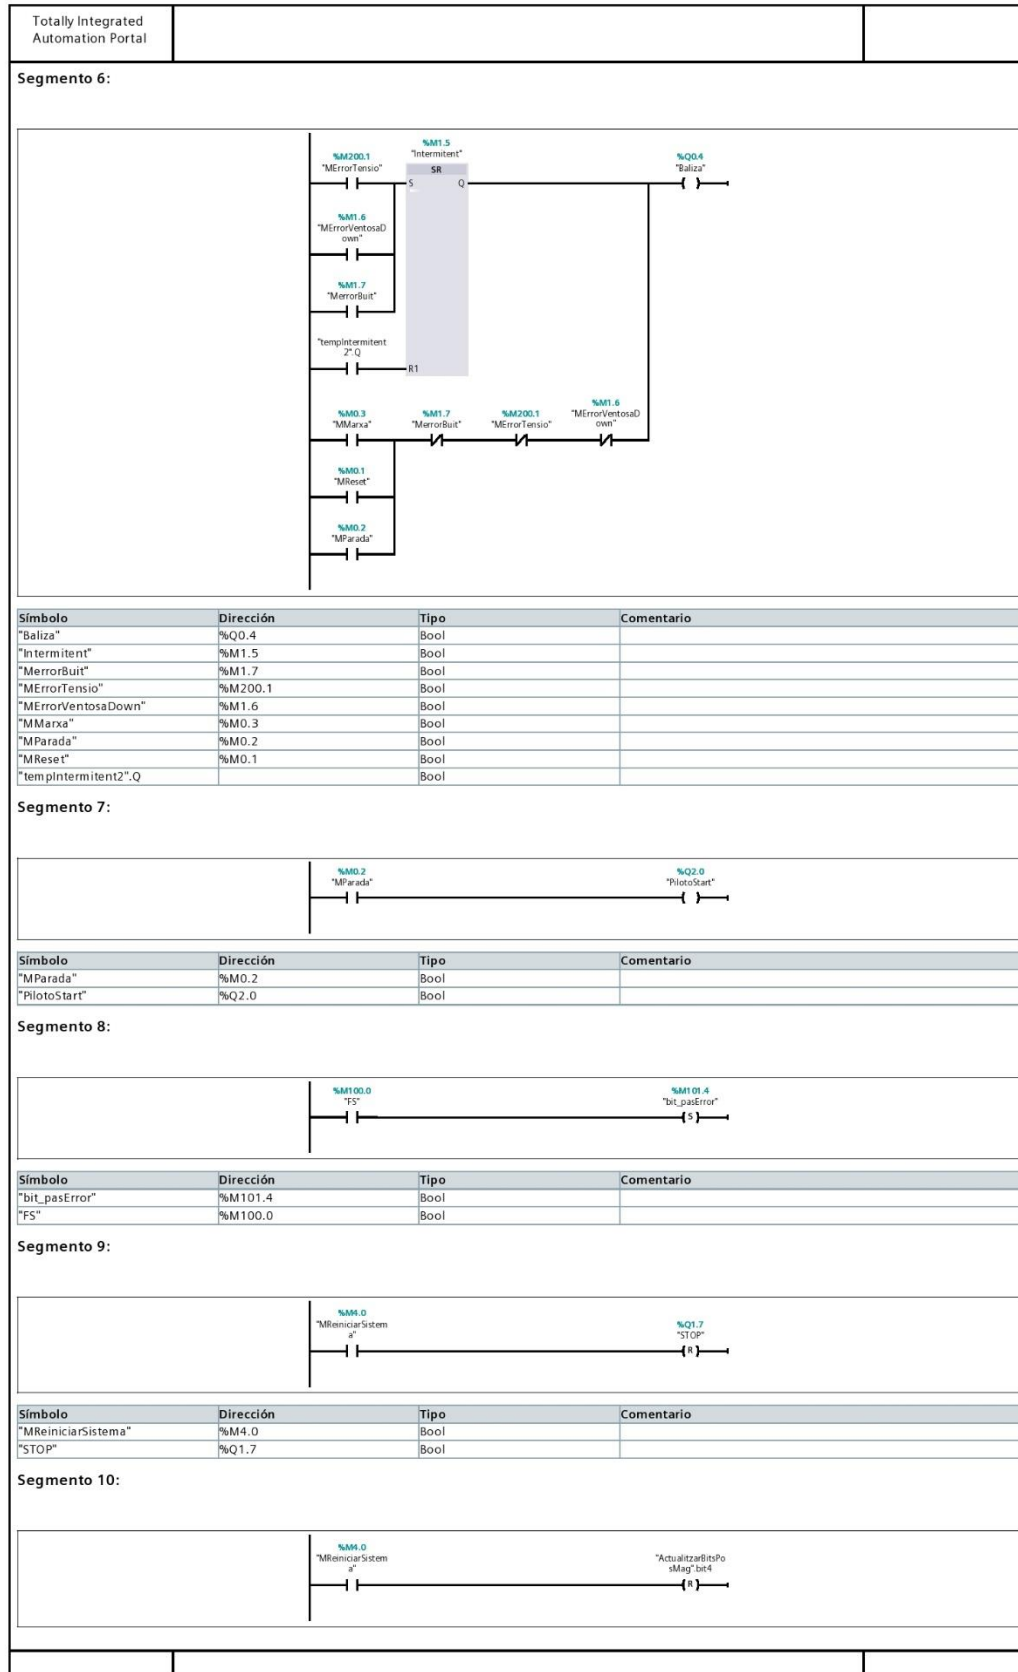 Totally Integrated
Automation Portal
Segmento 6:
%M1.5
"Intermitent"
%M200.1
"MErrorTensio"
SR
%Q0.4
"Baliza"
S Q
%M1.6
"MErrorVentosaD
own"
%M1.7
"MerrorBuit"
"tempIntermitent
2".Q
R1
%M0.3
"MMarxa"
%M1.7
"MerrorBuit"
%M200.1
"MErrorTensio"
%M1.6
"MErrorVentosaD
own"
%M0.1
"MReset"
%M0.2
"MParada"
Símbolo Dirección Tipo Comentario
"Baliza" %Q0.4 Bool
"Intermitent" %M1.5 Bool
"MerrorBuit" %M1.7 Bool
"MErrorTensio" %M200.1 Bool
"MErrorVentosaDown" %M1.6 Bool
"MMarxa" %M0.3 Bool
"MParada" %M0.2 Bool
"MReset" %M0.1 Bool
"tempIntermitent2".Q Bool
Segmento 7:
%M0.2
"MParada"
%Q2.0
"PilotoStart"
Símbolo Dirección Tipo Comentario
"MParada" %M0.2 Bool
"PilotoStart" %Q2.0 Bool
Segmento 8:
%M100.0
"FS"
%M101.4
"bit_pasError"
S
Símbolo Dirección Tipo Comentario
"bit_pasError" %M101.4 Bool
"FS" %M100.0 Bool
Segmento 9:
%M4.0
"MReiniciarSistem
a"
%Q1.7
"STOP"
R
Símbolo Dirección Tipo Comentario
"MReiniciarSistema" %M4.0 Bool
"STOP" %Q1.7 Bool
Segmento 10:
%M4.0
"MReiniciarSistem
a"
"ActualitzarBitsPo
sMag".bit4
R